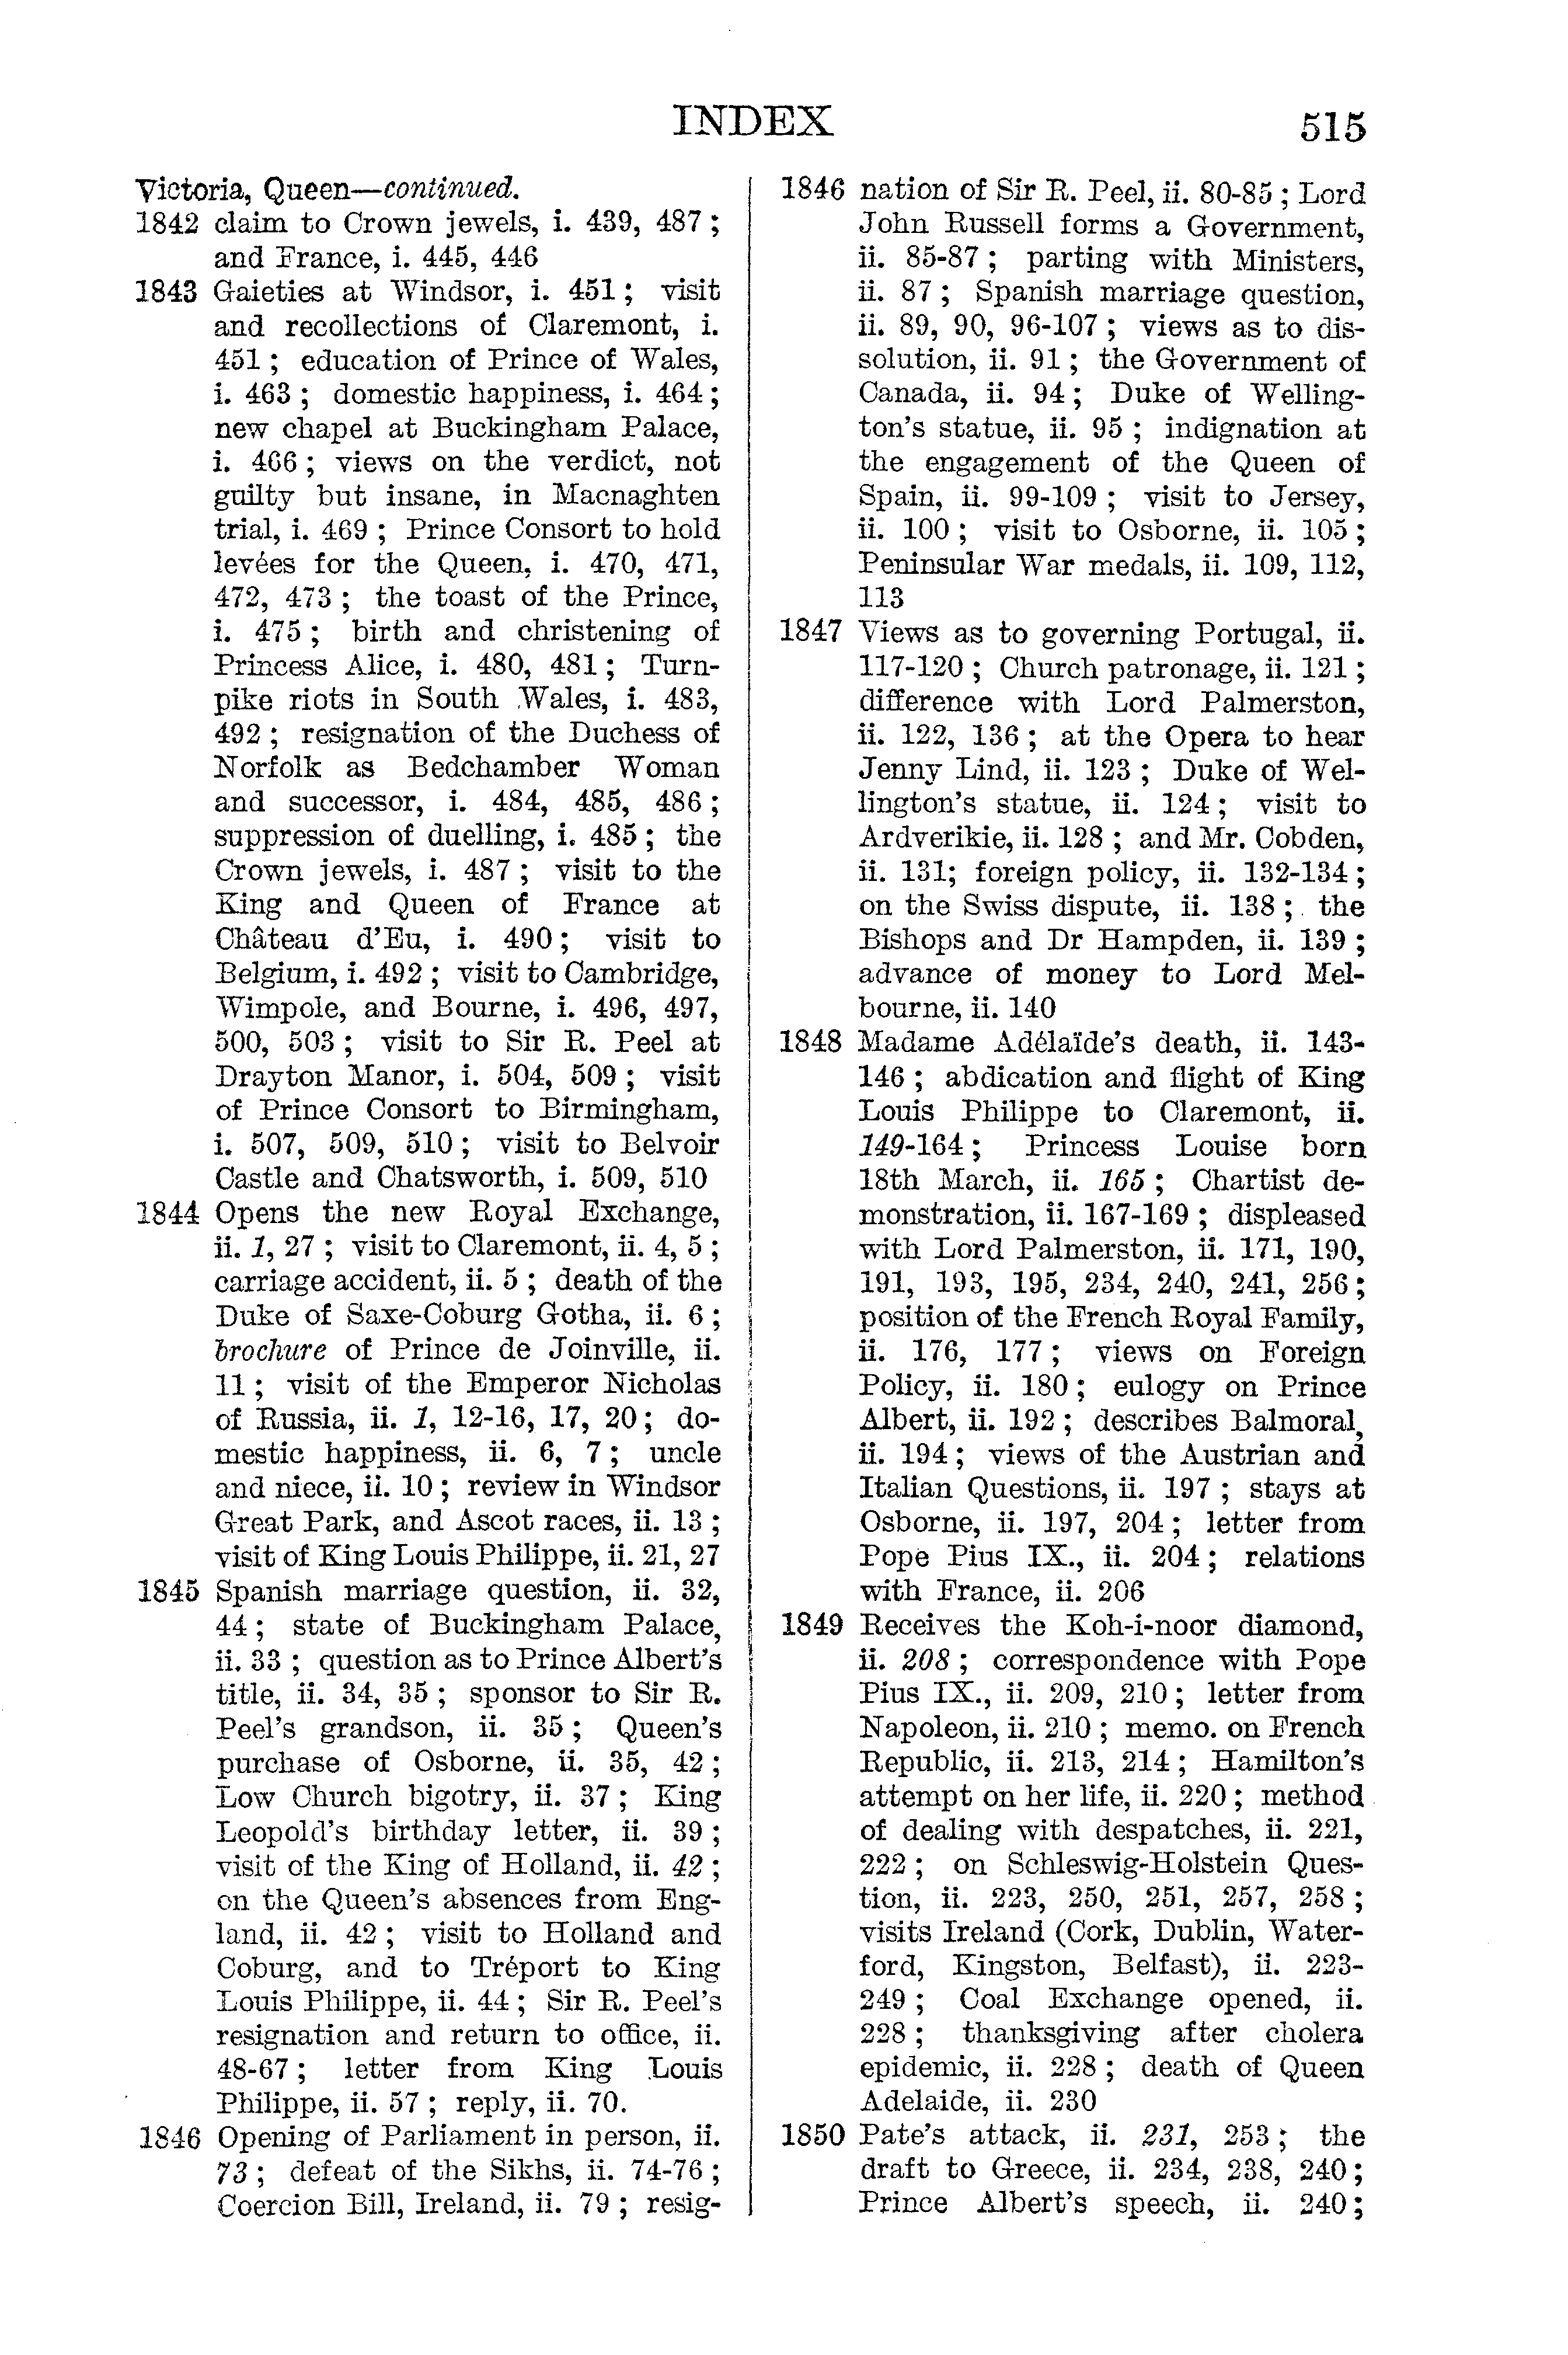 INDEX 515
Victoria, Queen—continued.
1842 claim to Crown jewels, i. 439, 487 ;
and France, i. 445, 446
1843 Gaieties at Windsor, i. 451 ; visit
and recollections of Claremont, i.
451 ; education of Prince of Wales,
i. 463 ; domestic happiness, i. 464 ;
new chapel at Buckingham Palace,
i. 466 ; views on the verdict, not
guilty but insane, in Macnaghten
trial, i. 469 ; Prince Consort to hold
levées for the Queen, i. 470, 471,
472, 473 ; the toast of the Prince,
i. 475 ; birth and christening of
Princess Alice, i. 480, 481 ; Turn-
pike riots in South Wales, i. 483,
492 ; resignation of the Duchess of
Norfolk as Bedchamber Woman
and successor, i. 484, 485, 486 ;
suppression of duelling, i. 485 ; the
Crown jewels, i. 487 ; visit to the
King and Queen of France at
Château d'Eu, i. 490 ; visit to
Belgium, i. 492 ; visit to Cambridge,
Wimpole, and Bourne, i. 496, 497,
500, 503 ; visit to Sir R. Peel at
Drayton Manor, i. 504, 509 ; visit
of Prince Consort to Birmingham,
i. 507, 509, 510 ; visit to Belvoir
Castle and Chatsworth, i. 509, 510
1844 Opens the new Royal Exchange,
ii. 1, 27 ; visit to Claremont, ii. 4, 5 ;
carriage accident, ii. 5 ; death of the
Duke of Saxe-Coburg Gotha, ii. 6 ;
brochure of Prince de Joinville, ii.
11 ; visit of the Emperor Nicholas
of Russia, ii. 1, 12-16, 17, 20 ; do-
mestic happiness, ii. 6, 7 ; uncle
and niece, ii. 10 ; review in Windsor
Great Park, and Ascot races, ii. 13 ;
visit of King Louis Philippe, ii. 21, 27
1845 Spanish marriage question, ii. 32,
44 ; state of Buckingham Palace,
ii. 33 ; question as to Prince Albert's
title, ii. 34, 35 ; sponsor to Sir R.
Peel's grandson, ii. 35 ; Queen's
purchase of Osborne, ii. 35, 42 ;
Low Church bigotry, ii. 37 ; King
Leopold's birthday letter, ii. 39 ;
visit of the King of Holland, ii. 42 ;
on the Queen's absences from Eng-
land, ii. 42 ; visit to Holland and
Coburg, and to Tréport to King
Louis Philippe, ii. 44 ; Sir R. Peel's
resignation and return to office, ii.
48-67 ; letter from King Louis
Philippe, ii. 57 ; reply, ii. 70.
1846 Opening of Parliament in person, ii.
73 ; defeat of the Sikhs, ii. 74-76 ;
Coercion Bill, Ireland, ii. 79 ; resig-
1846 nation of Sir R. Peel, ii. 80-85 ; Lord
John Russell forms a Government,
ii. 85-87 ; parting with Ministers,
ii. 87 ; Spanish marriage question,
ii. 89, 90, 96-107 ; views as to dis-
solution, ii. 91 ; the Government of
Canada, ii. 94 ; Duke of Welling-
ton's statue, ii. 95 ; indignation at
the engagement of the Queen of
Spain, ii. 99-109 ; visit to Jersey,
ii. 100 ; visit to Osborne, ii. 105 ;
Peninsular War medals, ii. 109, 112,
113
1847 Views as to governing Portugal, ii.
117-120 ; Church patronage, ii. 121 ;
difference with Lord Palmerston,
ii. 122, 136 ; at the Opera to hear
Jenny Lind, ii. 123 ; Duke of Wel-
lington's statue, ii. 124 ; visit to
Ardverikie, ii. 128 ; and Mr. Cobden,
ii. 131; foreign policy, ii. 132-134 ;
on the Swiss dispute, ii. 138 ; the
Bishops and Dr Hampden, ii. 139 ;
advance of money to Lord Mel-
bourne, ii. 140
1848 Madame Adélaïde's death, ii. 143-
146 ; abdication and flight of King
Louis Philippe to Claremont, ii.
149-164 ; Princess Louise born
18th March, ii. 165 ; Chartist de-
monstration, ii. 167-169 ; displeased
with Lord Palmerston, ii. 171, 190,
191, 193, 195, 234, 240, 241, 256 ;
position of the French Royal Family,
ii. 176, 177 ; views on Foreign
Policy, ii. 180 ; eulogy on Prince
Albert, ii. 192 ; describes Balmoral,
ii. 194 ; views of the Austrian and
Italian Questions, ii. 197 ; stays at
Osborne, ii. 197, 204 ; letter from
Pope Pius IX., ii. 204 ; relations
with France, ii. 206
1849 Receives the Koh-i-noor diamond,
ii. 208 ; correspondence with Pope
Pius IX., ii. 209, 210 ; letter from
Napoleon, ii. 210 ; memo. on French
Republic, ii. 213, 214 ; Hamilton's
attempt on her life, ii. 220 ; method
of dealing with despatches, ii. 221,
222 ; on Schleswig-Holstein Ques-
tion, ii. 223, 250, 251, 257, 258 ;
visits Ireland (Cork, Dublin, Water-
ford, Kingston, Belfast), ii. 223-
249 ; Coal Exchange opened, ii.
228 ; thanksgiving after cholera
epidemic, ii. 228 ; death of Queen
Adelaide, ii. 230
1850 Pate's attack, ii. 231, 253 ; the
draft to Greece, ii. 234, 238, 240 ;
Prince Albert's speech, ii. 240 ;